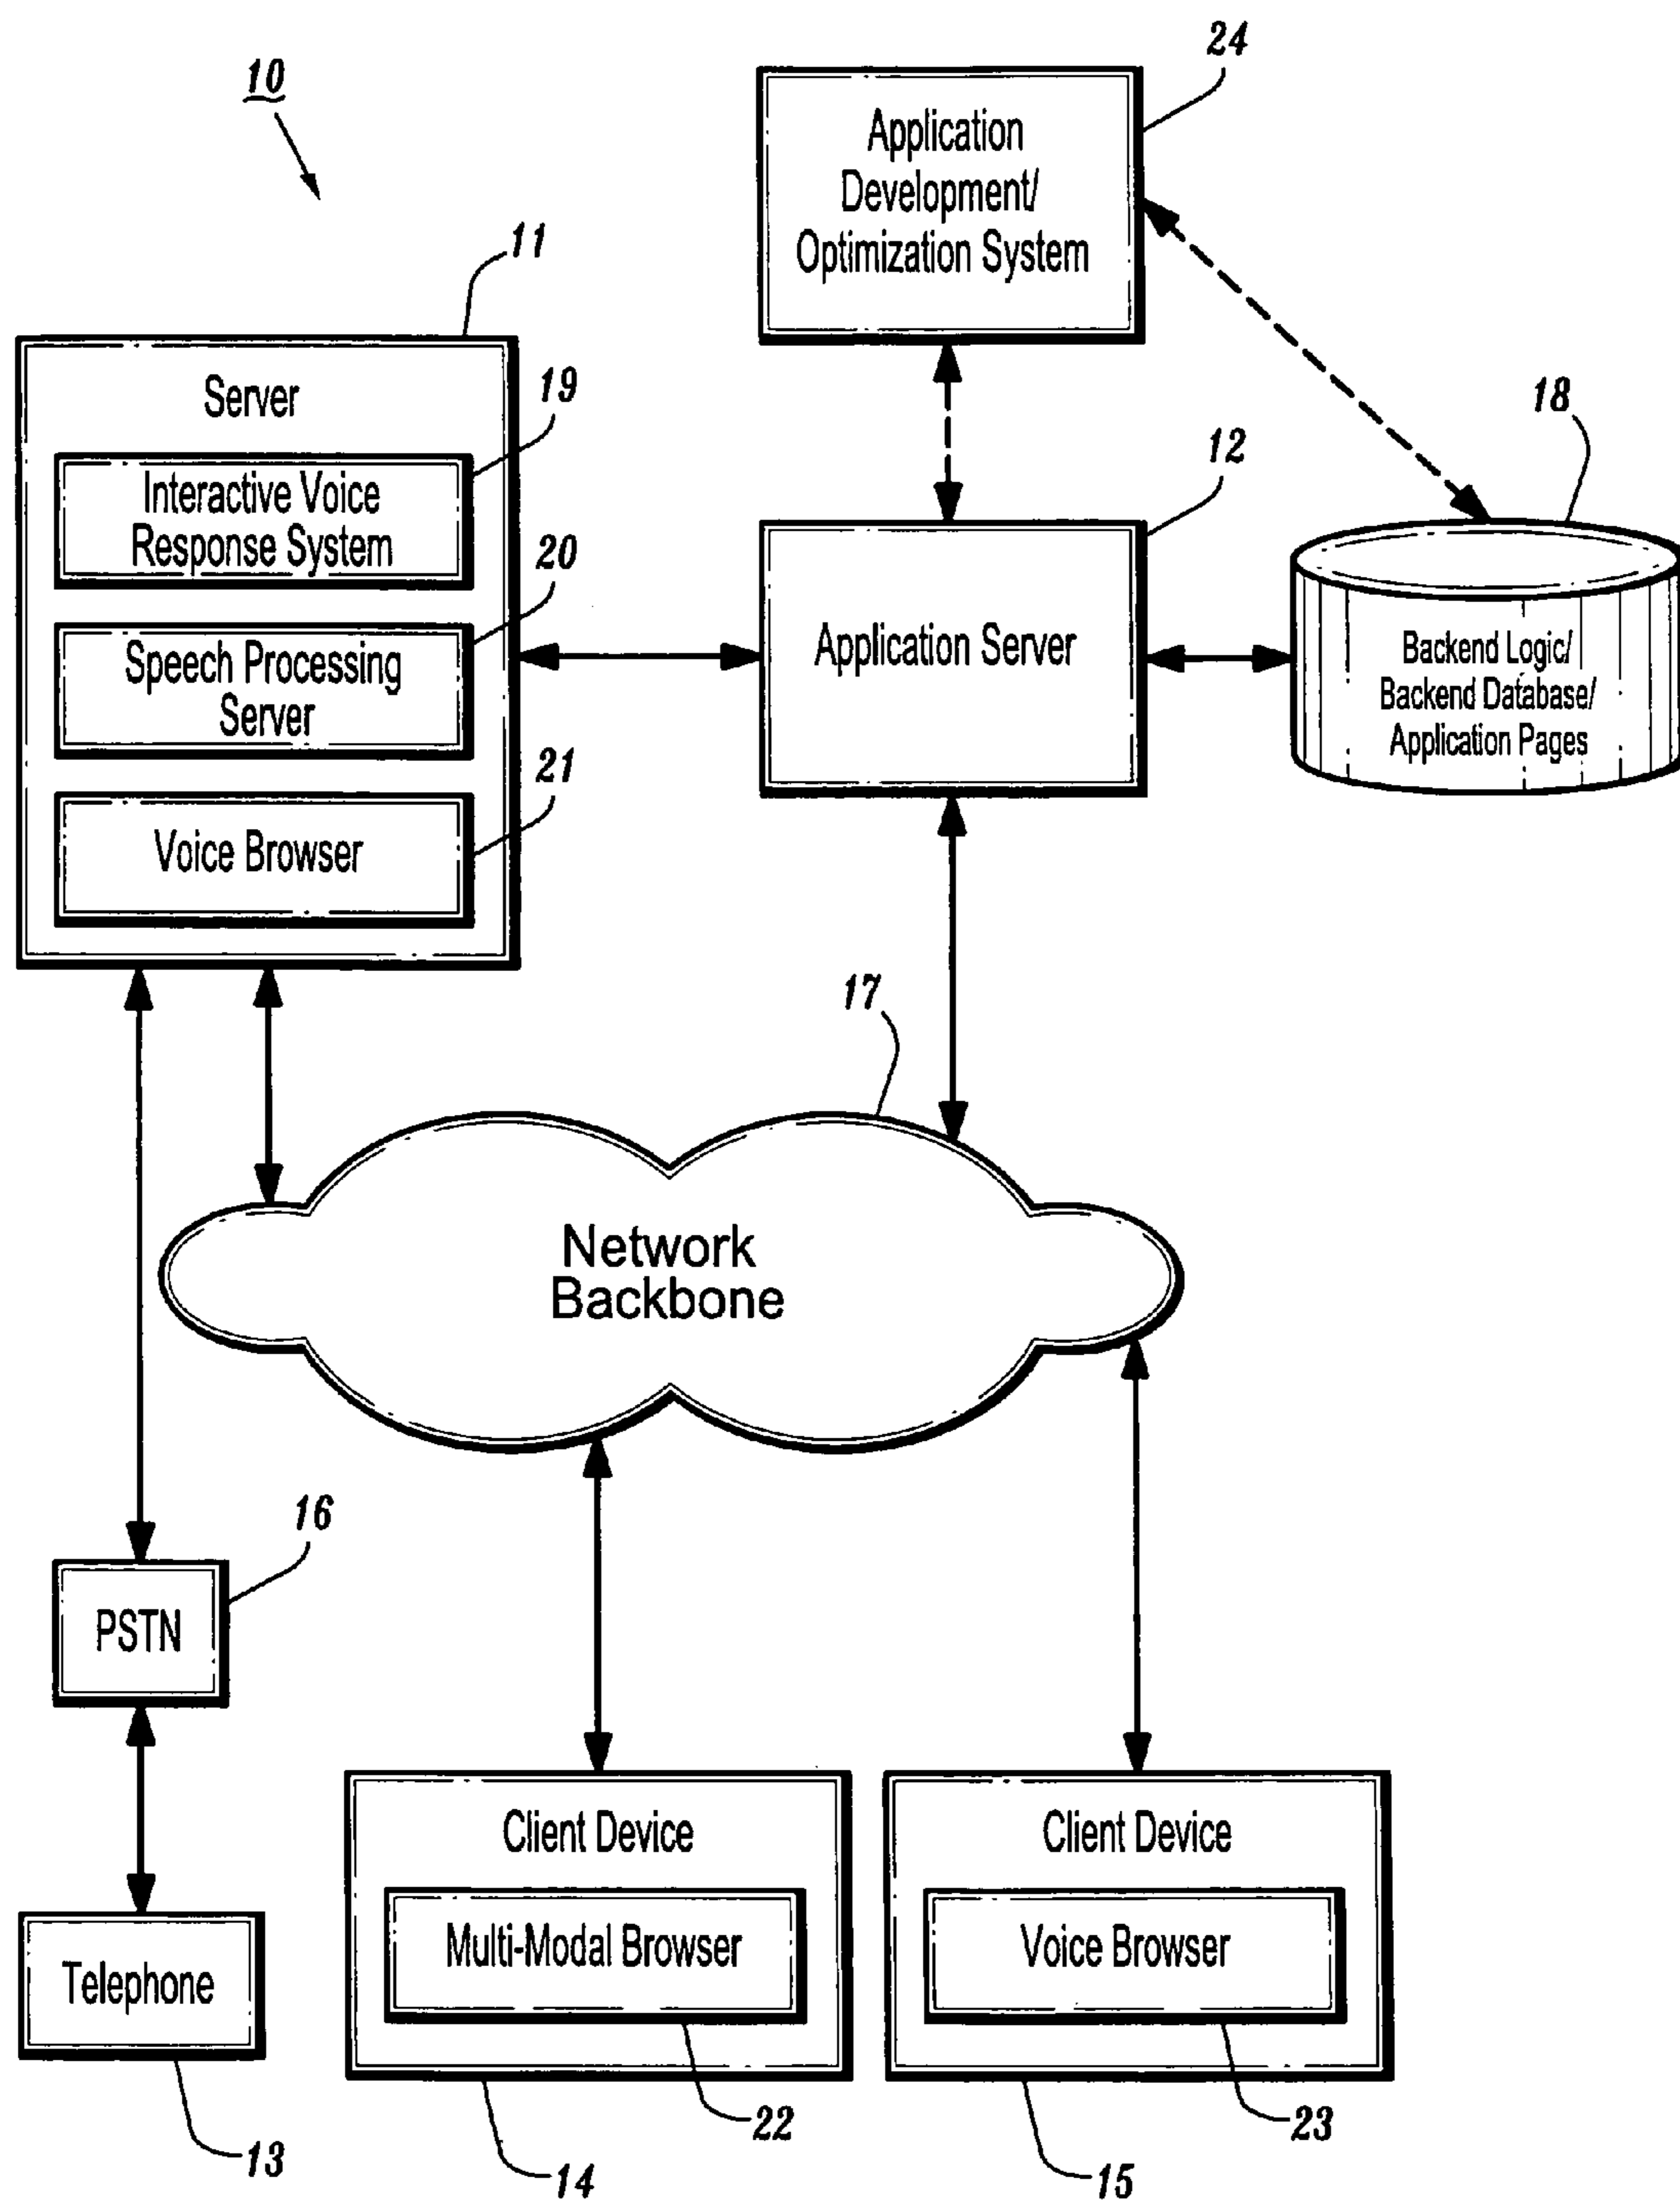 10
24
Application
Development/
Optimization System
11
Server
19
Interactive Voice
Response System
20
Speech Processing
Server
21
Voice Browser
12
Application Server
18
Backend Logic/
Backend Database/
Application Pages
17
Network
Backbone
16
PSTN
Telephone
13
Client Device
Multi-Modal Browser
22
14
Client Device
Voice Browser
23
15